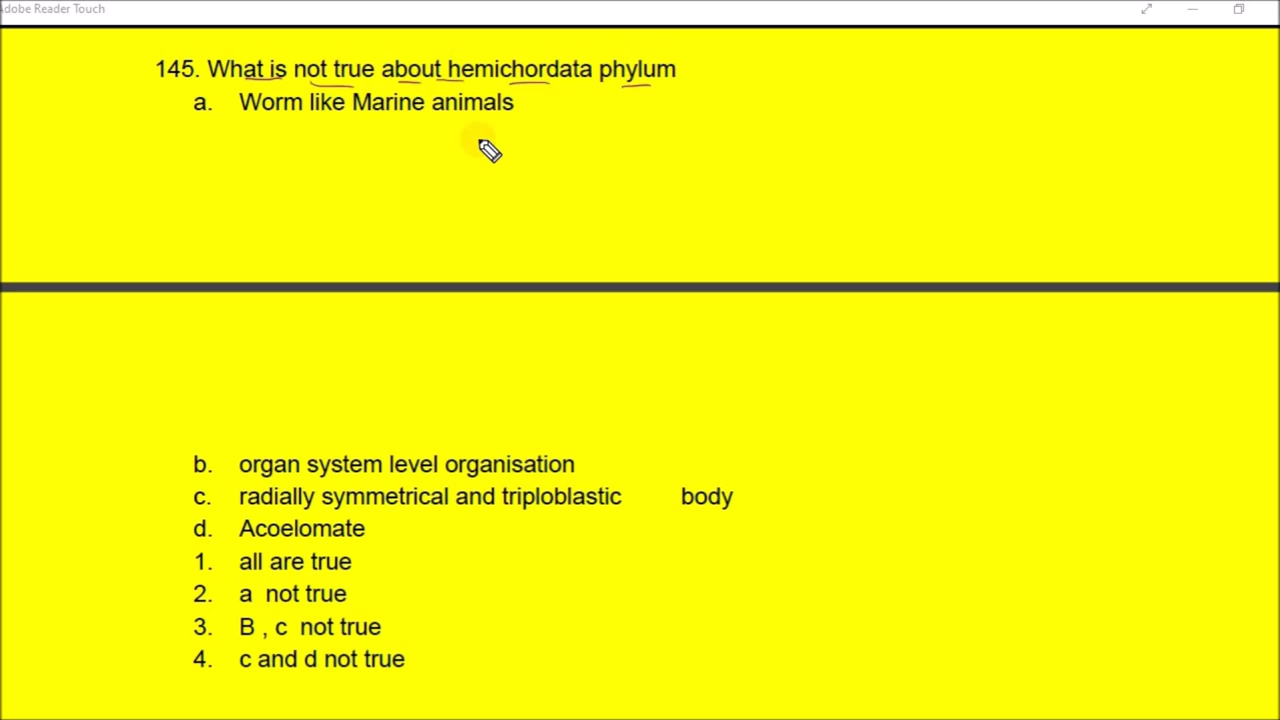 Adobe Reader Touch
145. What is not true about hemichordata phylum
a. Worm like Marine animals
b. organ system level organisation
c. radially symmetrical and triploblastic body
d. Acoelomate
1. all are true
2. a not true
3. B , c not true
4. c and d not true